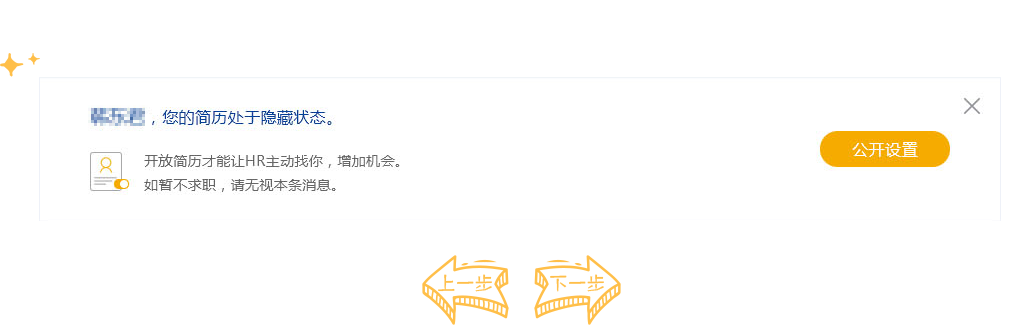 ，您的简历处于隐藏状态。
开放简历才能让HR主动找你，增加机会。
如暂不求职，请无视本条消息。
公开设置
上一步
下一步